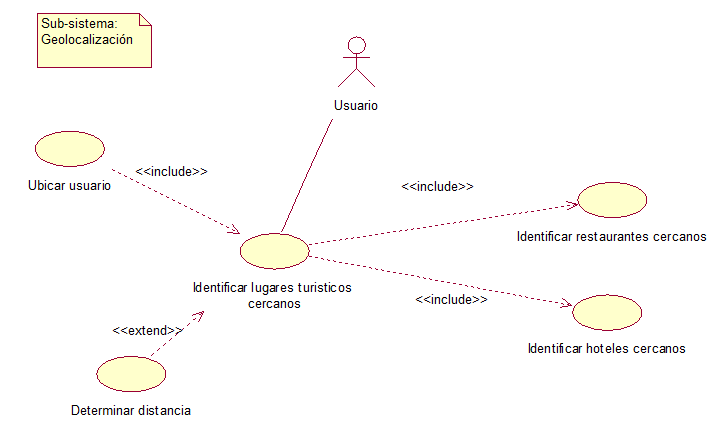 Sub-sistema:
Geolocalización
Usuario
<<include>>
Ubicar usuario
<<include>>
Identificar restaurantes cercanos
Identificar lugares turisticos
cercanos
<<include>>
<<extend>>
Identificar hoteles cercanos
Determinar distancia